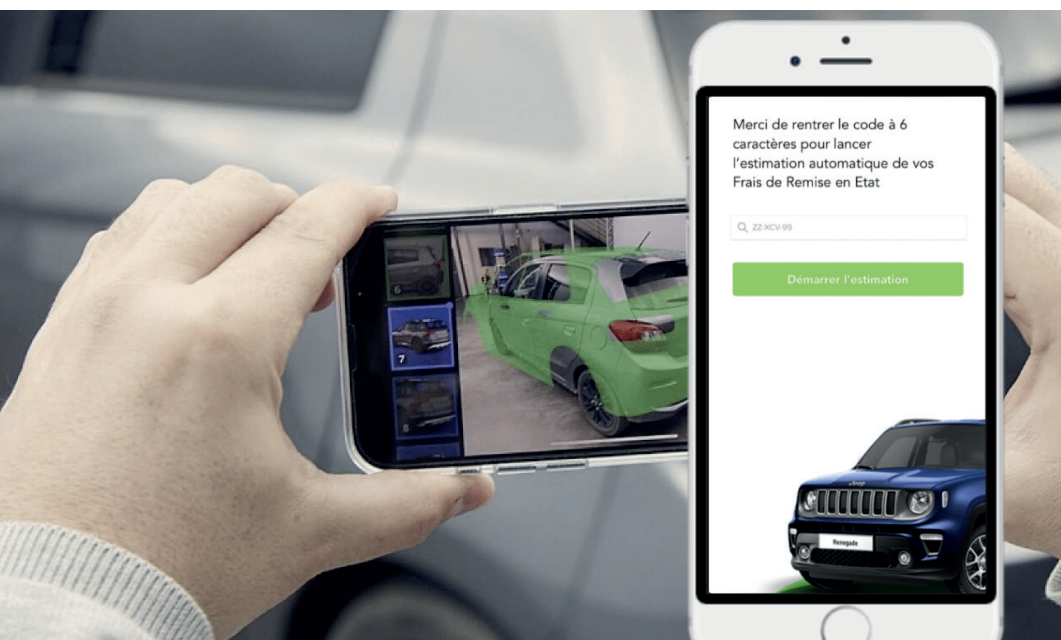 Merci de rentrer le code à 6
caractères pour lancer
l'estimation automatique de vos
Frais de Remise en Etat
ZZ-XCV-99
Démarrer l'estimation
6
7
8
Jeep
Renegade